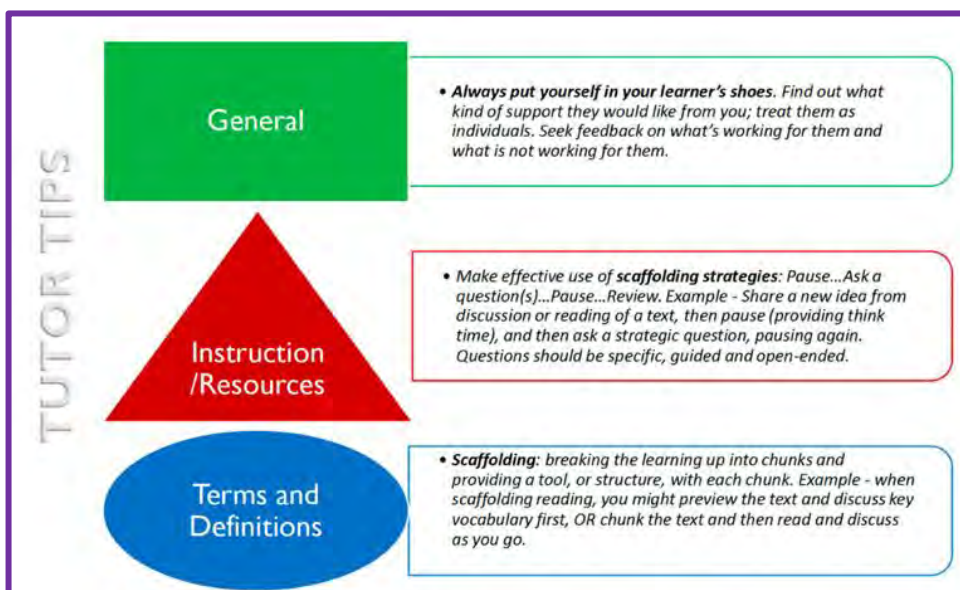 TUTOR TIPS
General
• Always put yourself in your learner's shoes. Find out what
kind of support they would like from you; treat them as
individuals. Seek feedback on what's working for them and
what is not working for them.
Instruction
/Resources
• Make effective use of scaffolding strategies: Pause...Ask a
question(s)...Pause...Review. Example - Share a new idea from
discussion or reading of a text, then pause (providing think
time), and then ask a strategic question, pausing again.
Questions should be specific, guided and open-ended.
Terms and
Definitions
• Scaffolding: breaking the learning up into chunks and
providing a tool, or structure, with each chunk. Example - when
scaffolding reading, you might preview the text and discuss key
vocabulary first, OR chunk the text and then read and discuss
as you go.